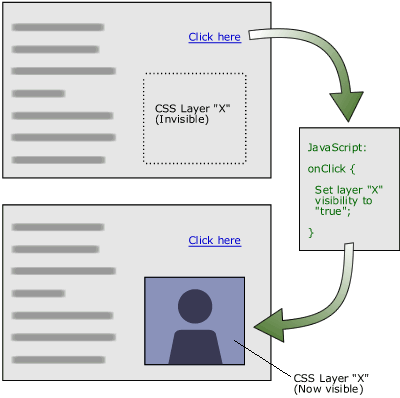 Click here
CSS Layer "X"
(Invisible)
JavaScript:
onClick {
Set layer "X"
visibility to
"true";
}
Click here
CSS Layer "X"
(Now visible)